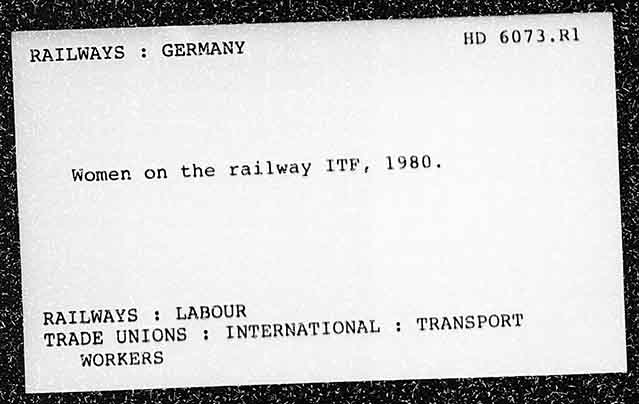 RAILWAYS : GERMANY HD 6073.R1
Women on the railway ITF, 1980.
RAILWAYS : LABOUR
TRADE UNIONS : INTERNATIONAL : TRANSPORT
WORKERS